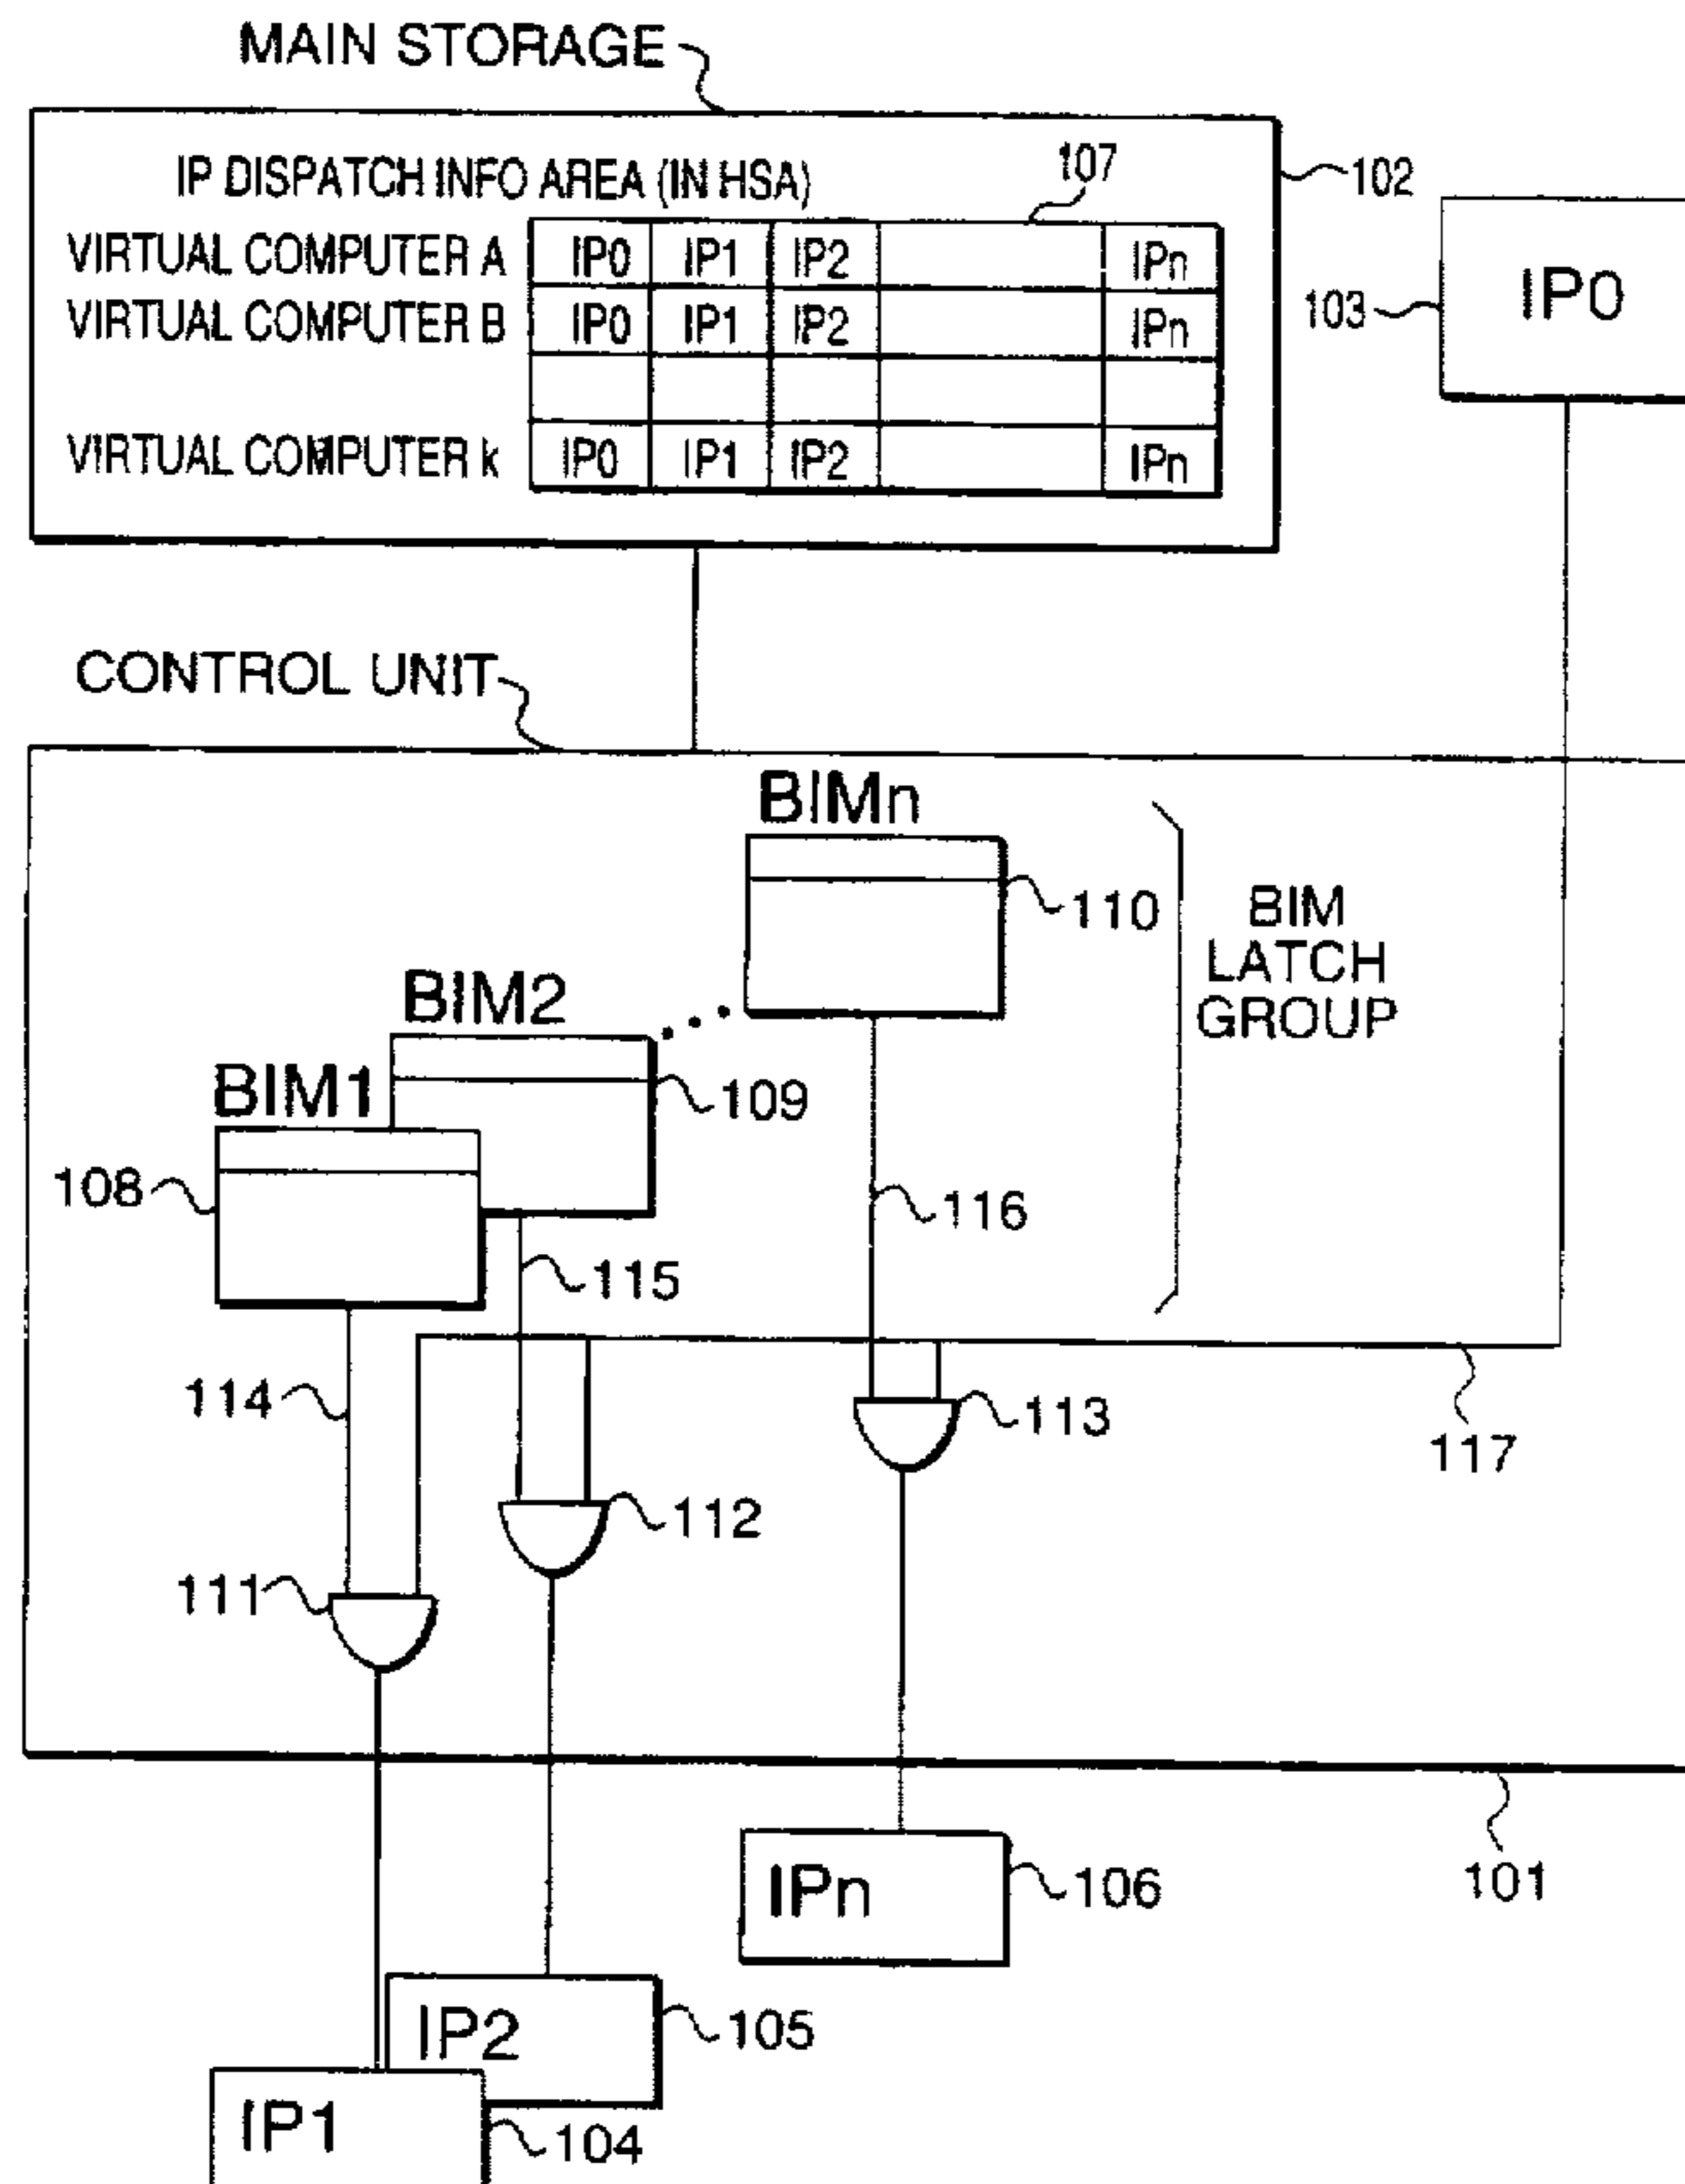 MAIN STORAGE
IP DISPATCH INFO AREA (IN HSA)
107
102
VIRTUAL COMPUTER A IP0 IP1 IP2 IPn
VIRTUAL COMPUTER B IP0 IP1 IP2 IPn
VIRTUAL COMPUTER k IP0 IP1 IP2 IPn
103
IP0
CONTROL UNIT
BIMn
110
BIM
LATCH
GROUP
BIM2
109
BIM1
108
116
115
114
113
117
112
111
101
IPn
106
IP2
105
IP1
104